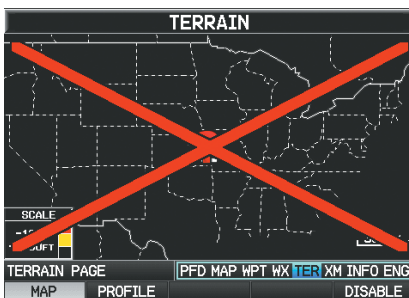 TERRAIN
SCALE
TERRAIN PAGE
PFD MAP WPT WX TER XM INFO ENG
MAP PROFILE DISABLE